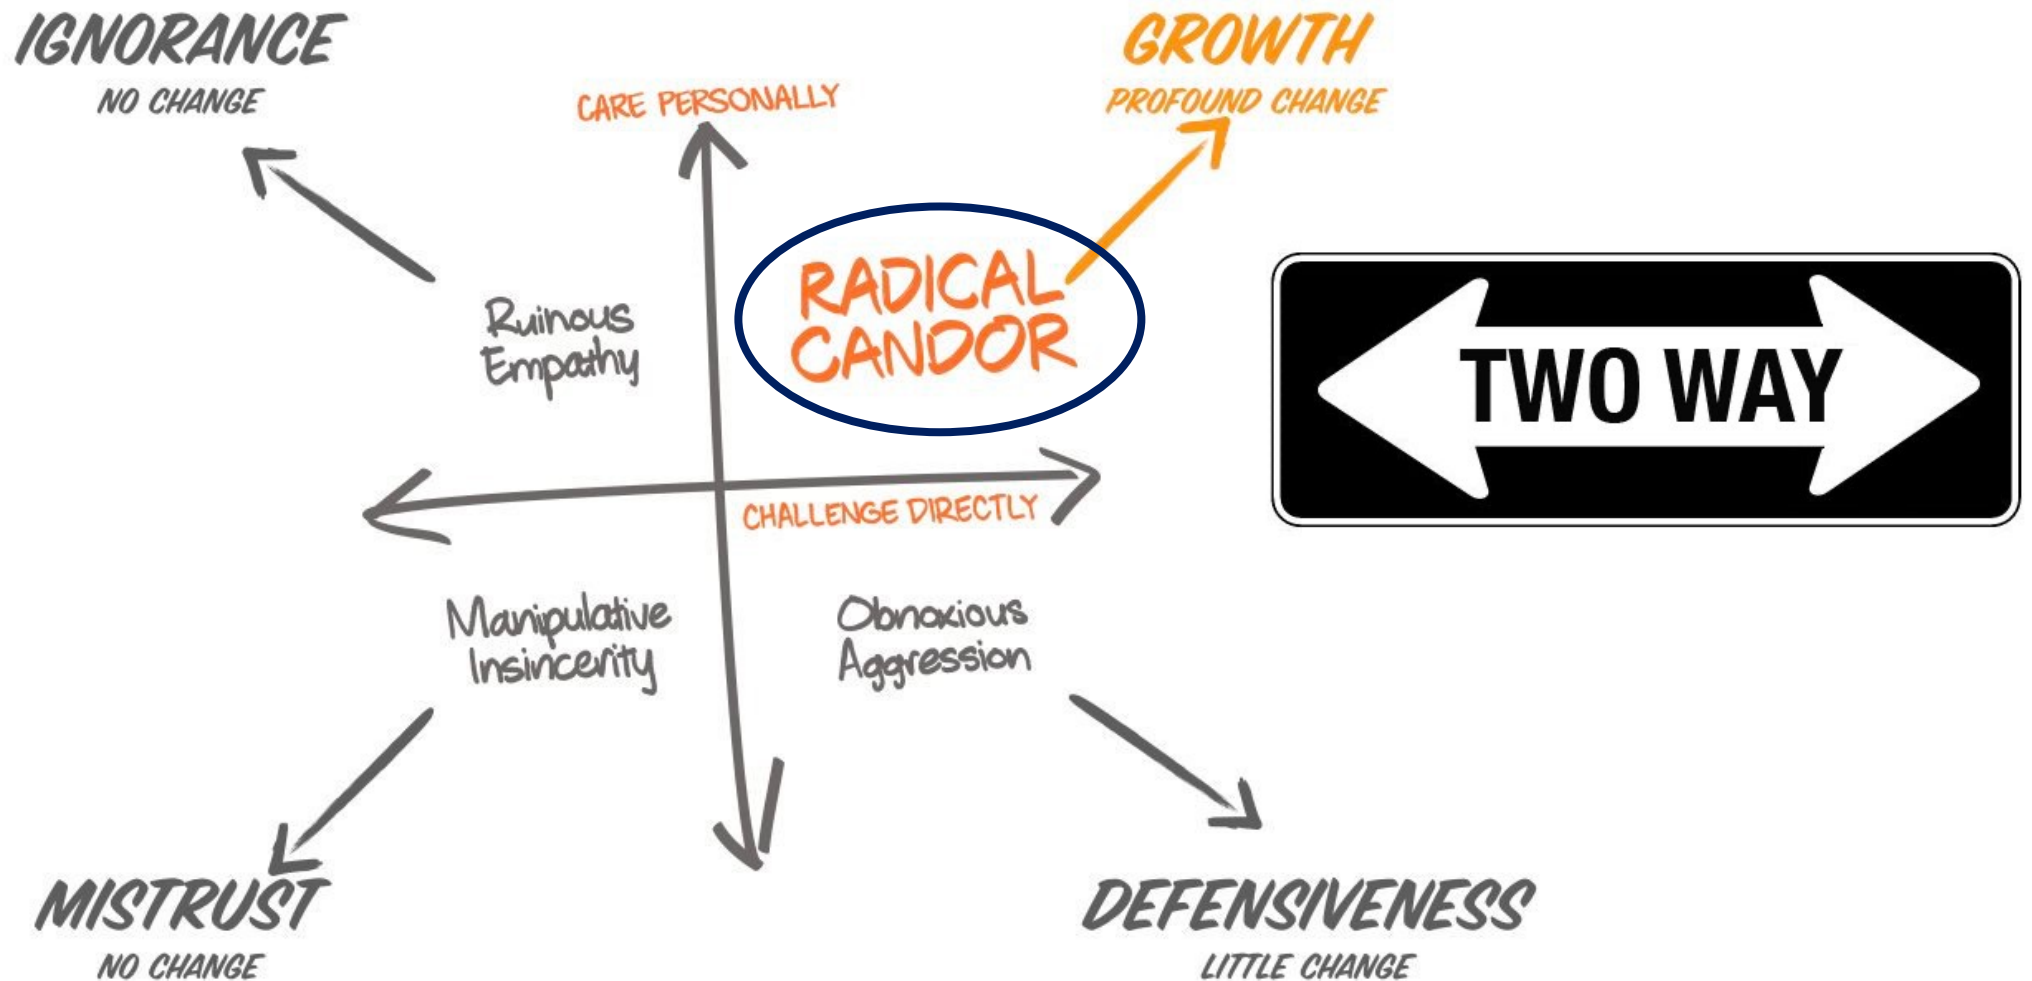 IGNORANCE
NO CHANGE
GROWTH
PROFOUND CHANGE
CARE PERSONALLY
Ruinous
Empathy
RADICAL
CANDOR
TWO WAY
CHALLENGE DIRECTLY
Manipulative
Insincerity
Obnoxious
Aggression
MISTRUST
NO CHANGE
DEFENSIVENESS
LITTLE CHANGE